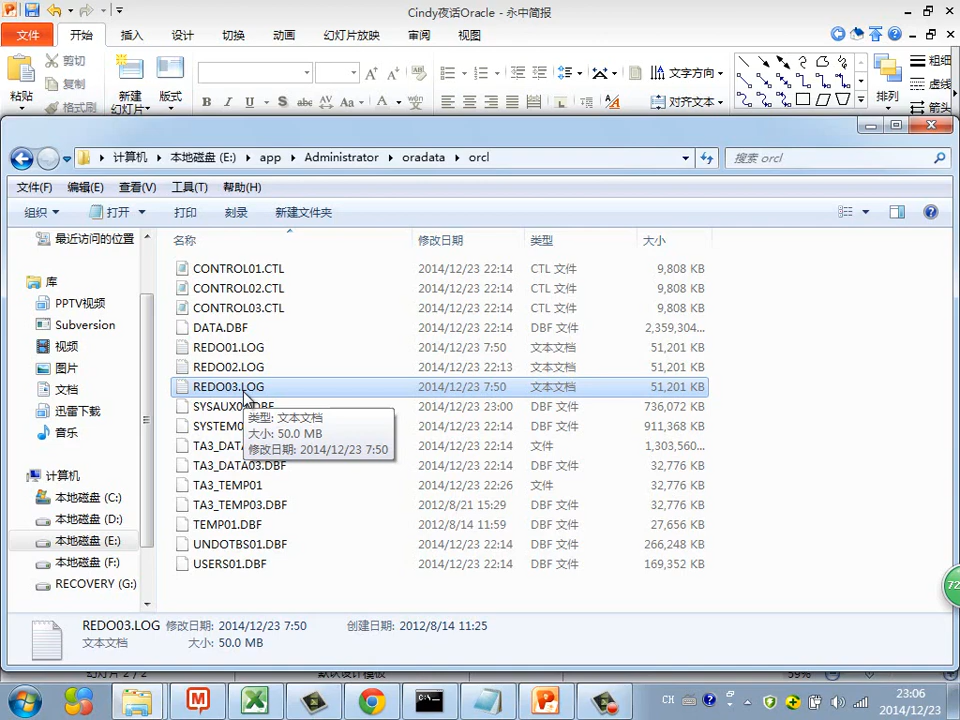 Cindy夜话Oracle - 永中简报
文件 开始 插入 设计 切换 动画 幻灯片放映 审阅 视图
粘贴 剪切 复制 格式刷 新建 幻灯片 版式 文字方向 对齐文本 排列 粗细 虚线 箭头
计算机 本地磁盘 (E:) app Administrator oradata orcl 搜索 orcl
文件(F) 编辑(E) 查看(V) 工具(T) 帮助(H)
组织 打开 打印 刻录 新建文件夹
最近访问的位置
库
PPTV视频
Subversion
视频
图片
文档
迅雷下载
音乐
计算机
本地磁盘 (C:)
本地磁盘 (D:)
本地磁盘 (E:)
本地磁盘 (F:)
RECOVERY (G:)
名称 修改日期 类型 大小
CONTROL01.CTL 2014/12/23 22:14 CTL 文件 9,808 KB
CONTROL02.CTL 2014/12/23 22:14 CTL 文件 9,808 KB
CONTROL03.CTL 2014/12/23 22:14 CTL 文件 9,808 KB
DATA.DBF 2014/12/23 22:14 DBF 文件 2,359,304...
REDO01.LOG 2014/12/23 7:50 文本文档 51,201 KB
REDO02.LOG 2014/12/23 22:13 文本文档 51,201 KB
REDO03.LOG 2014/12/23 7:50 文本文档 51,201 KB
SYSAUX0 .DBF 2014/12/23 23:00 DBF 文件 736,072 KB
SYSTEM0 2014/12/23 22:14 DBF 文件 911,368 KB
TA3_DAT 2014/12/23 22:14 文件 1,303,560...
TA3_DATA03.DBF 2014/12/23 22:14 DBF 文件 32,776 KB
TA3_TEMP01 2014/12/23 22:26 文件 32,776 KB
TA3_TEMP03.DBF 2012/8/21 15:29 DBF 文件 32,776 KB
TEMP01.DBF 2012/8/14 11:59 DBF 文件 27,656 KB
UNDOTBS01.DBF 2014/12/23 22:14 DBF 文件 266,248 KB
USERS01.DBF 2014/12/23 22:14 DBF 文件 169,352 KB
类型: 文本文档
大小: 50.0 MB
修改日期: 2014/12/23 7:50
REDO03.LOG 修改日期: 2014/12/23 7:50 创建日期: 2012/8/14 11:25
文本文档 大小: 50.0 MB
72
59%
CH
23:06
2014/12/23